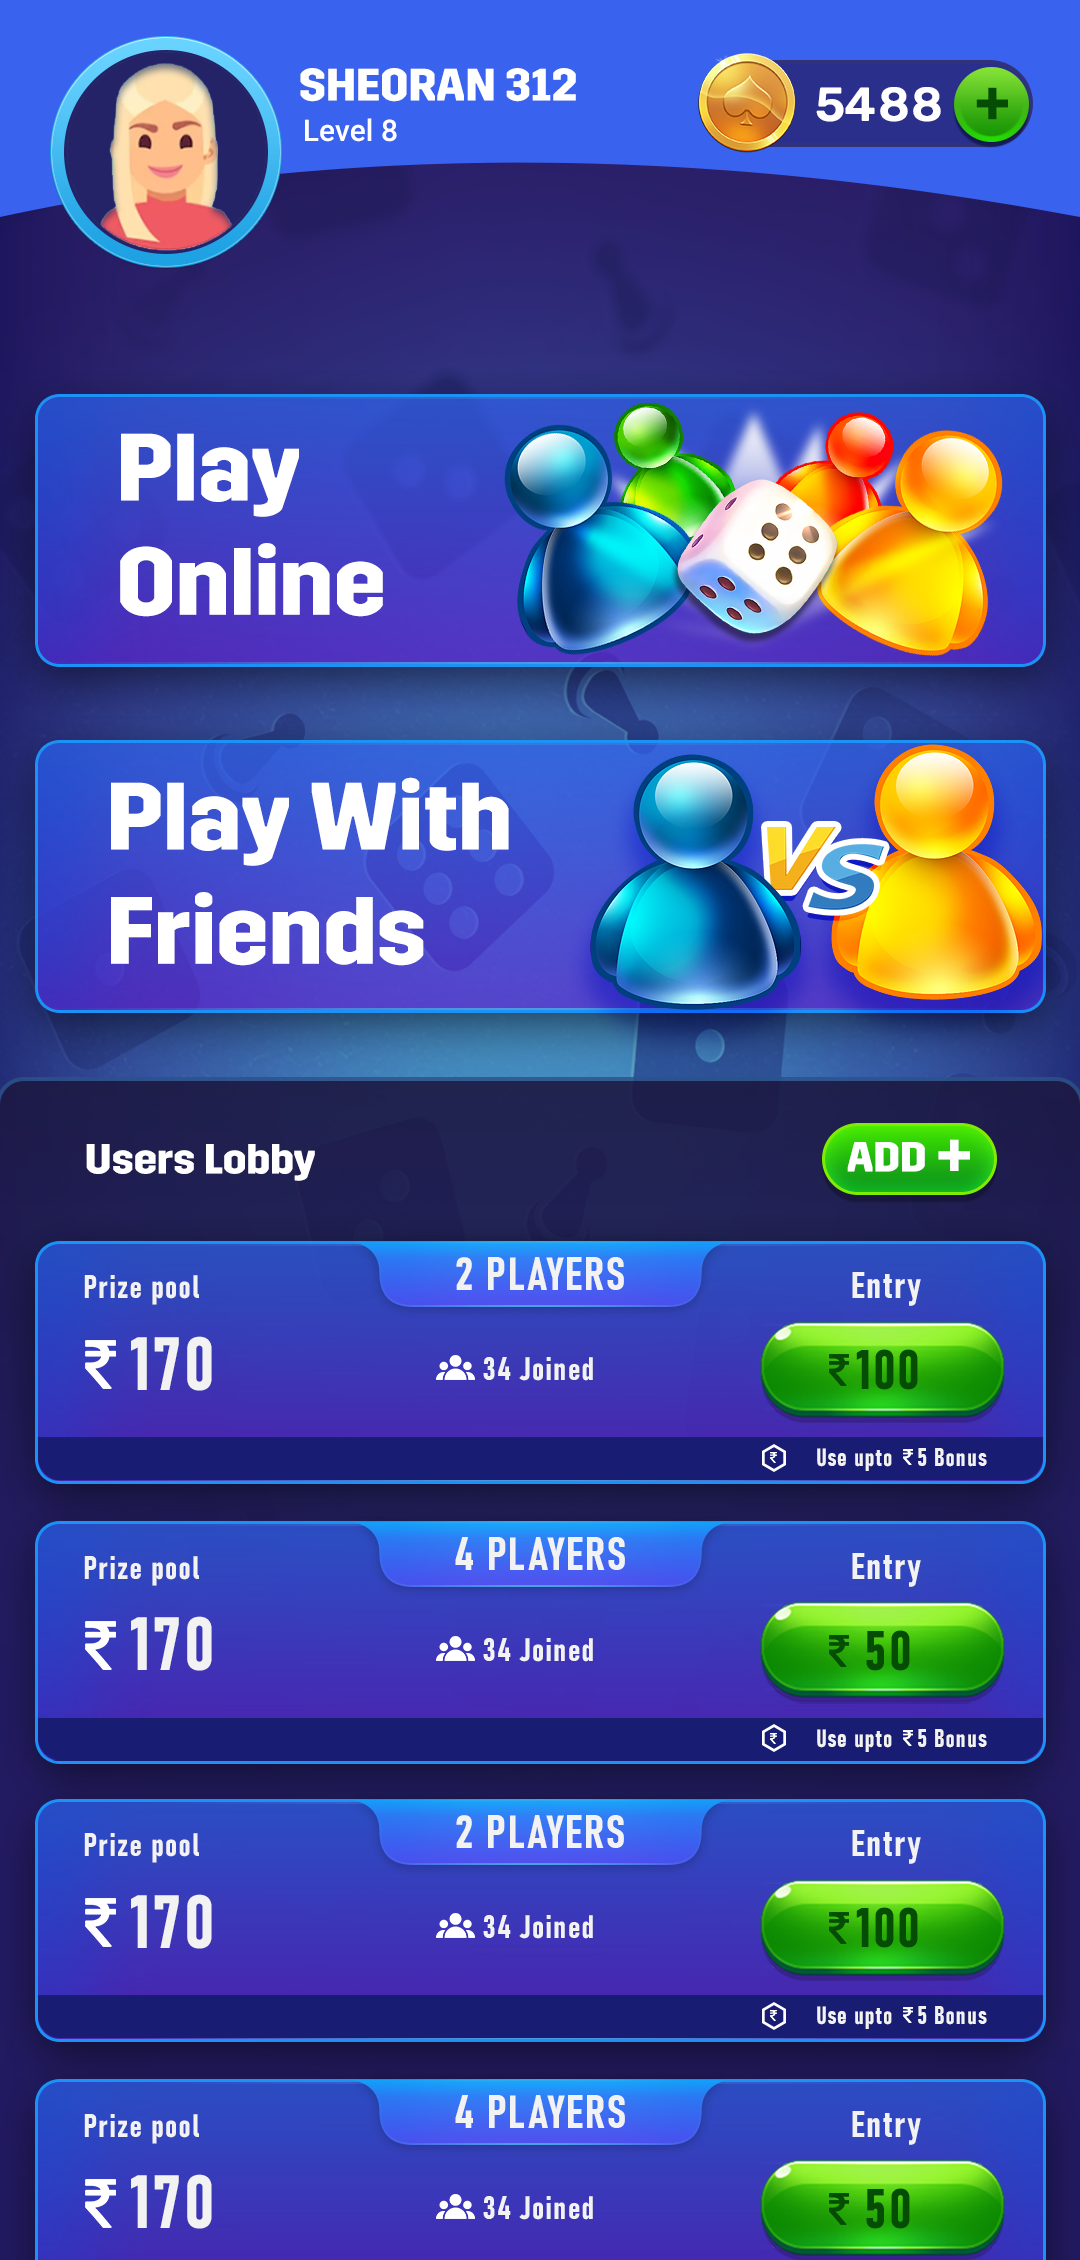 SHEORAN 312
Level 8
5488 +
Play
Online
Play With
Friends
VS
Users Lobby
ADD +
2 PLAYERS
Prize pool
Entry
₹ 170
34 Joined
₹100
Use upto ₹5 Bonus
4 PLAYERS
Prize pool
Entry
₹ 170
34 Joined
₹ 50
Use upto ₹5 Bonus
2 PLAYERS
Prize pool
Entry
₹ 170
34 Joined
₹100
Use upto ₹5 Bonus
4 PLAYERS
Prize pool
Entry
₹ 170
34 Joined
₹ 50